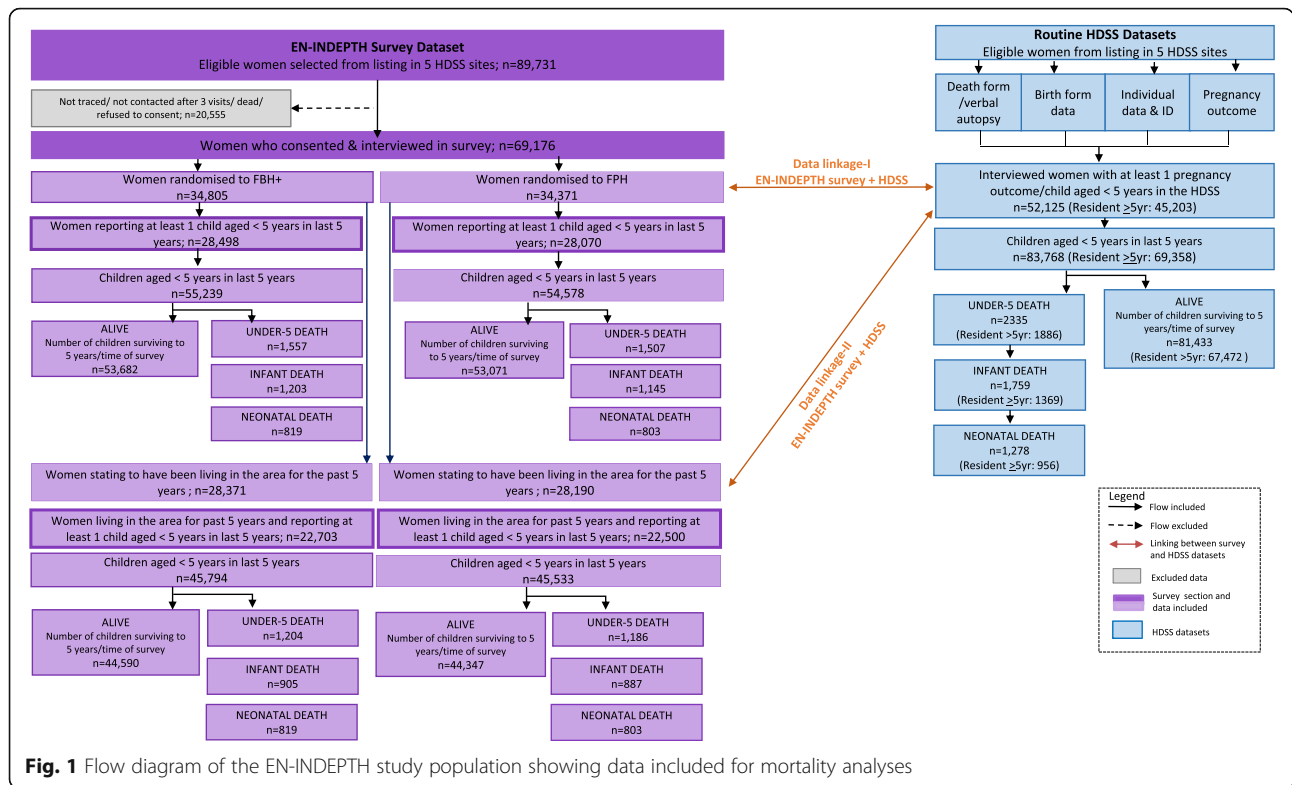 EN-INDEPTH Survey Dataset
Eligible women selected from listing in 5 HDSS sites; n=89,731
Not traced/ not contacted after 3 visits/ dead/
refused to consent; n=20,555
Women who consented & interviewed in survey; n=69,176
Women randomised to FBH+
n=34,805
Women randomised to FPH
n=34,371
Women reporting at least 1 child aged < 5 years in last 5
years; n=28,498
Women reporting at least 1 child aged < 5 years in last 5
years; n=28,070
Children aged < 5 years in last 5 years
n=55,239
Children aged < 5 years in last 5 years
n=54,578
ALIVE
Number of children surviving to
5 years/time of survey
n=53,682
UNDER-5 DEATH
n=1,557
INFANT DEATH
n=1,203
NEONATAL DEATH
n=819
ALIVE
Number of children surviving
to 5 years/time of survey
n=53,071
UNDER-5 DEATH
n=1,507
INFANT DEATH
n=1,145
NEONATAL DEATH
n=803
Women stating to have been living in the area for the past 5
years ; n=28,371
Women stating to have been living in the area for the past 5
years ; n=28,190
Women living in the area for past 5 years and reporting at
least 1 child aged < 5 years in last 5 years; n=22,703
Women living in the area for past 5 years and reporting at
least 1 child aged < 5 years in last 5 years; n=22,500
Children aged < 5 years in last 5 years
n=45,794
Children aged < 5 years in last 5 years
n=45,533
ALIVE
Number of children surviving to
5 years/time of survey
n=44,590
UNDER-5 DEATH
n=1,204
INFANT DEATH
n=905
NEONATAL DEATH
n=819
ALIVE
Number of children surviving to 5
years/time of survey
n=44,347
UNDER-5 DEATH
n=1,186
INFANT DEATH
n=887
NEONATAL DEATH
n=803
Data linkage-I
EN-INDEPTH survey + HDSS
Data linkage-II
EN-INDEPTH survey + HDSS
Routine HDSS Datasets
Eligible women from listing in 5 HDSS sites
Death form
/verbal
autopsy
Birth form
data
Individual
data & ID
Pregnancy
outcome
Interviewed women with at least 1 pregnancy
outcome/child aged < 5 years in the HDSS
n=52,125 (Resident >5yr: 45,203)
Children aged < 5 years in last 5 years
n=83,768 (Resident >5yr: 69,358)
UNDER-5 DEATH
n=2335
(Resident >5yr: 1886)
INFANT DEATH
n=1,759
(Resident >5yr: 1369)
NEONATAL DEATH
n=1,278
(Resident >5yr: 956)
ALIVE
Number of children surviving to 5
years/time of survey
n=81,433
(Resident >5yr: 67,472 )
Legend
Flow included
Flow excluded
Linking between survey
and HDSS datasets
Excluded data
Survey section and
data included
HDSS datasets
Fig. 1 Flow diagram of the EN-INDEPTH study population showing data included for mortality analyses